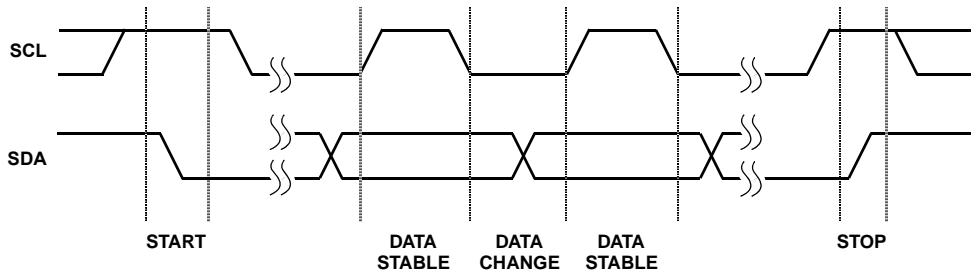 SCL
SDA
START
DATA
STABLE
DATA
CHANGE
DATA
STABLE
STOP